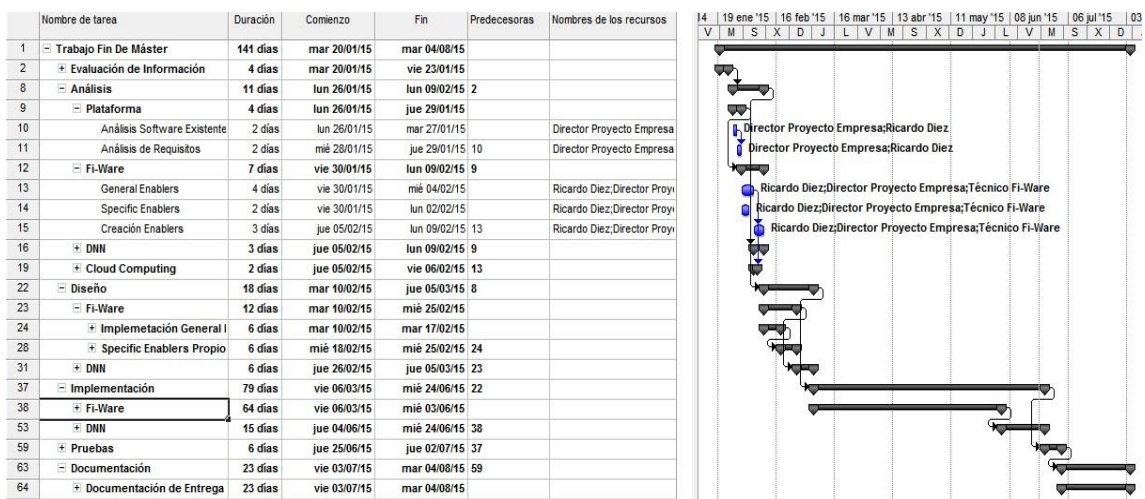 Nombre de tarea Duración Comienzo Fin Predecesoras Nombres de los recursos 14 19 ene '15 16 feb '15 16 mar '15 13 abr '15 11 may '15 08 jun '15 06 jul '15 03
V M S X D J L V M S X D J L V M S X D
1 Trabajo Fin De Máster 141 días mar 20/01/15 mar 04/08/15
2 Evaluación de Información 4 días mar 20/01/15 vie 23/01/15
8 Análisis 11 días lun 26/01/15 lun 09/02/15 2
9 Plataforma 4 días lun 26/01/15 jue 29/01/15
10 Análisis Software Existente 2 días lun 26/01/15 mar 27/01/15 Director Proyecto Empresa Director Proyecto Empresa;Ricardo Diez
11 Análisis de Requisitos 2 días mié 28/01/15 jue 29/01/15 10 Director Proyecto Empresa Director Proyecto Empresa;Ricardo Diez
12 Fi-Ware 7 días vie 30/01/15 lun 09/02/15 9
13 General Enablers 4 días vie 30/01/15 mié 04/02/15 Ricardo Diez;Director Proy Ricardo Diez;Director Proyecto Empresa;Técnico Fi-Ware
14 Specific Enablers 2 días vie 30/01/15 lun 02/02/15 Ricardo Diez;Director Proy Ricardo Diez;Director Proyecto Empresa;Técnico Fi-Ware
15 Creación Enablers 3 días jue 05/02/15 lun 09/02/15 13 Ricardo Diez;Director Proy Ricardo Diez;Director Proyecto Empresa;Técnico Fi-Ware
16 DNN 3 días jue 05/02/15 lun 09/02/15 9
19 Cloud Computing 2 días jue 05/02/15 vie 06/02/15 13
22 Diseño 18 días mar 10/02/15 jue 05/03/15 8
23 Fi-Ware 12 días mar 10/02/15 mié 25/02/15
24 Implemetación General 6 días mar 10/02/15 mar 17/02/15
28 Specific Enablers Propio 6 días mié 18/02/15 mié 25/02/15 24
31 DNN 6 días jue 26/02/15 jue 05/03/15 23
37 Implementación 79 días vie 06/03/15 mié 24/06/15 22
38 Fi-Ware 64 días vie 06/03/15 mié 03/06/15
53 DNN 15 días jue 04/06/15 mié 24/06/15 38
59 Pruebas 6 días jue 25/06/15 jue 02/07/15 37
63 Documentación 23 días vie 03/07/15 mar 04/08/15 59
64 Documentación de Entrega 23 días vie 03/07/15 mar 04/08/15